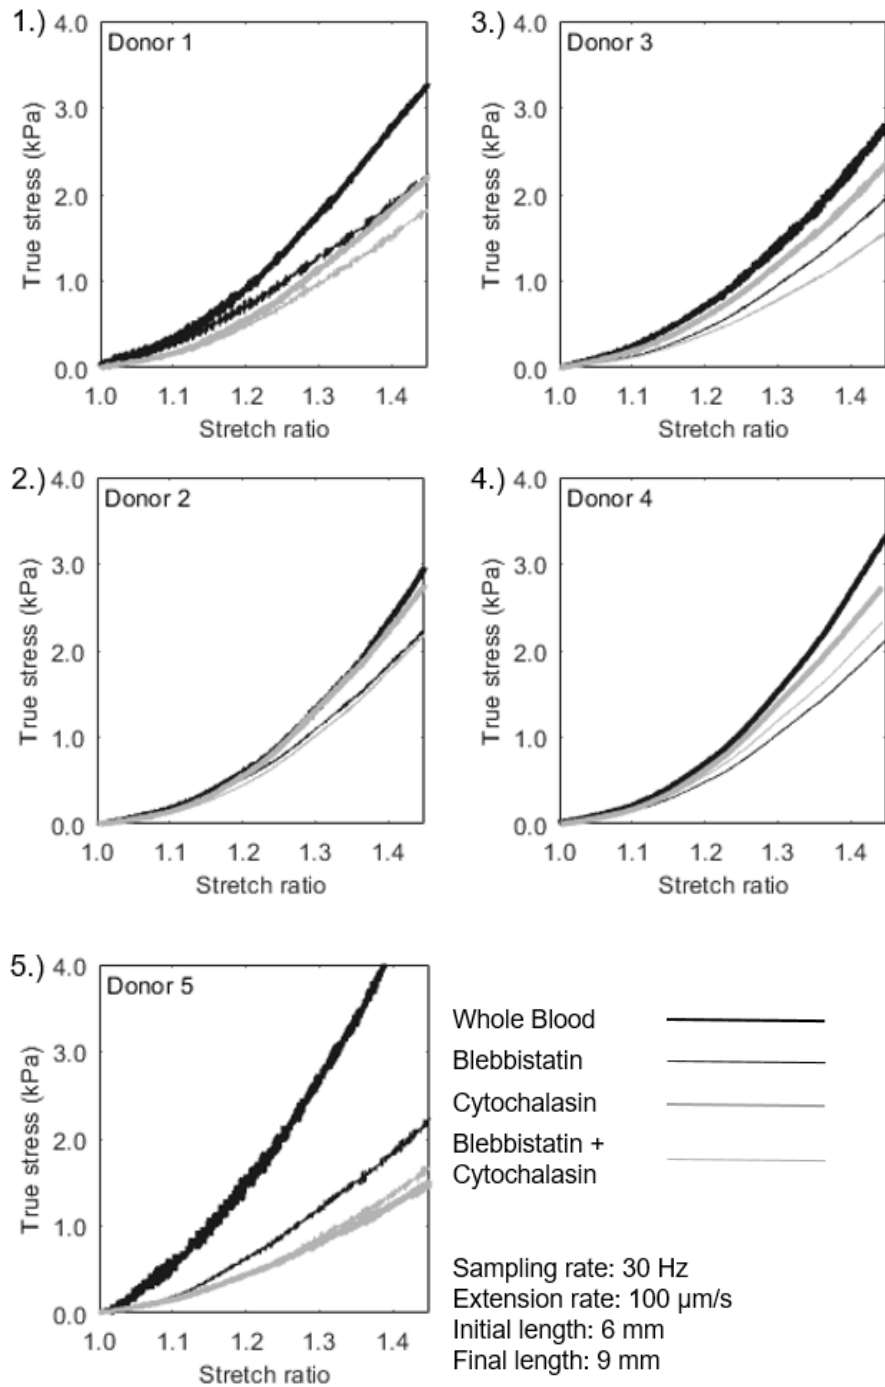 1.)
Donor 1
4.0
3.0
2.0
1.0
0.0
True stress (kPa)
1.0 1.1 1.2 1.3 1.4
Stretch ratio
3.)
Donor 3
4.0
3.0
2.0
1.0
0.0
True stress (kPa)
1.0 1.1 1.2 1.3 1.4
Stretch ratio
2.)
Donor 2
4.0
3.0
2.0
1.0
0.0
True stress (kPa)
1.0 1.1 1.2 1.3 1.4
Stretch ratio
4.)
Donor 4
4.0
3.0
2.0
1.0
0.0
True stress (kPa)
1.0 1.1 1.2 1.3 1.4
Stretch ratio
5.)
Donor 5
4.0
3.0
2.0
1.0
0.0
True stress (kPa)
1.0 1.1 1.2 1.3 1.4
Stretch ratio
Whole Blood
Blebbistatin
Cytochalasin
Blebbistatin +
Cytochalasin
Sampling rate: 30 Hz
Extension rate: 100 μm/s
Initial length: 6 mm
Final length: 9 mm